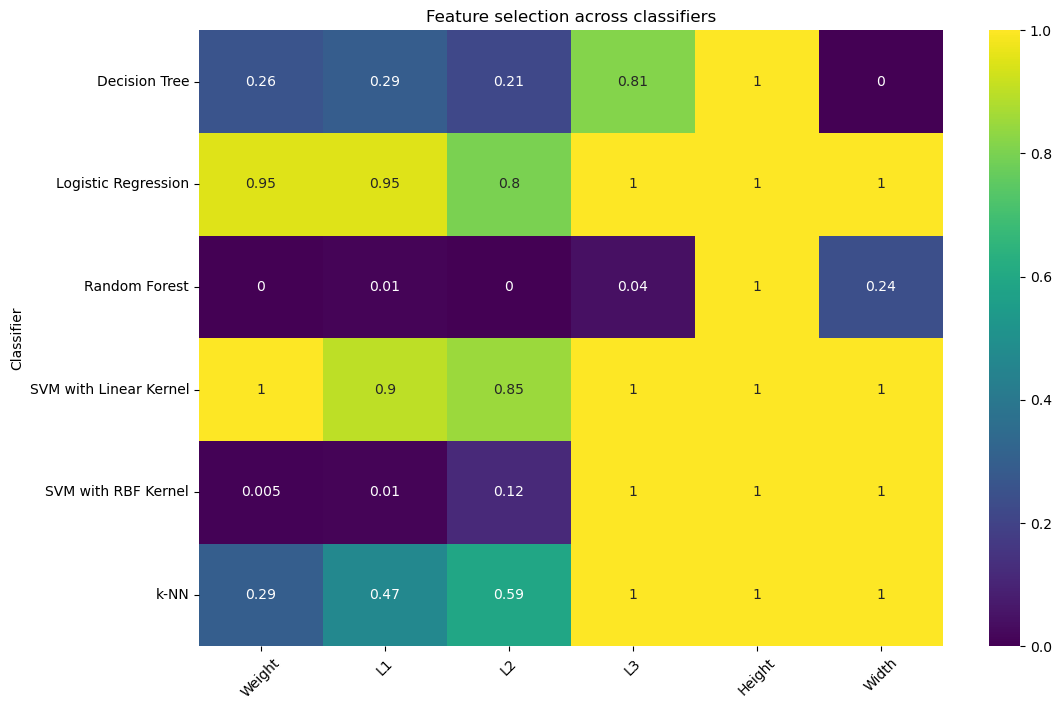 Feature selection across classifiers
Classifier
Decision Tree 0.26 0.29 0.21 0.81 1 0
Logistic Regression 0.95 0.95 0.8 1 1 1
Random Forest 0 0.01 0 0.04 1 0.24
SVM with Linear Kernel 1 0.9 0.85 1 1 1
SVM with RBF Kernel 0.005 0.01 0.12 1 1 1
k-NN 0.29 0.47 0.59 1 1 1
Weight L1 L2 L3 Height Width
1.0
0.8
0.6
0.4
0.2
0.0